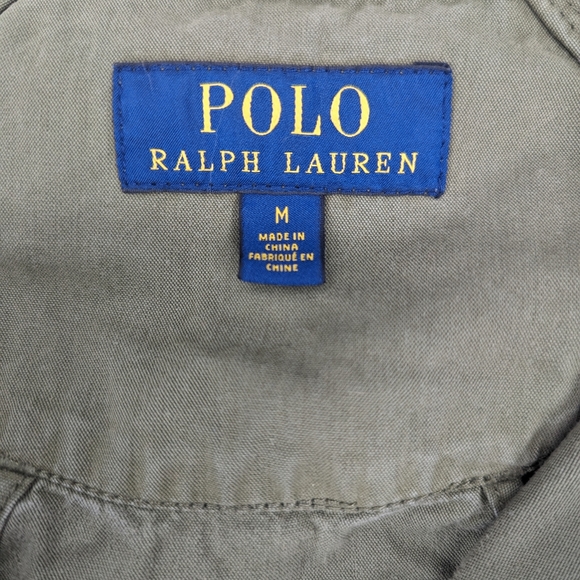 POLO
RALPH LAUREN
M
MADE IN
CHINA
FABRIQUÉ EN
CHINE